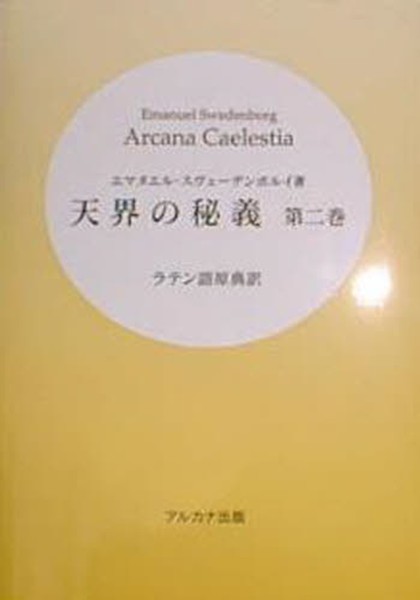 Emanuel Swedenborg
Arcana Caelestia
エマヌエル・スヴェーデンボルイ著
天界の秘義 第二巻
ラテン語原典訳
アルカナ出版